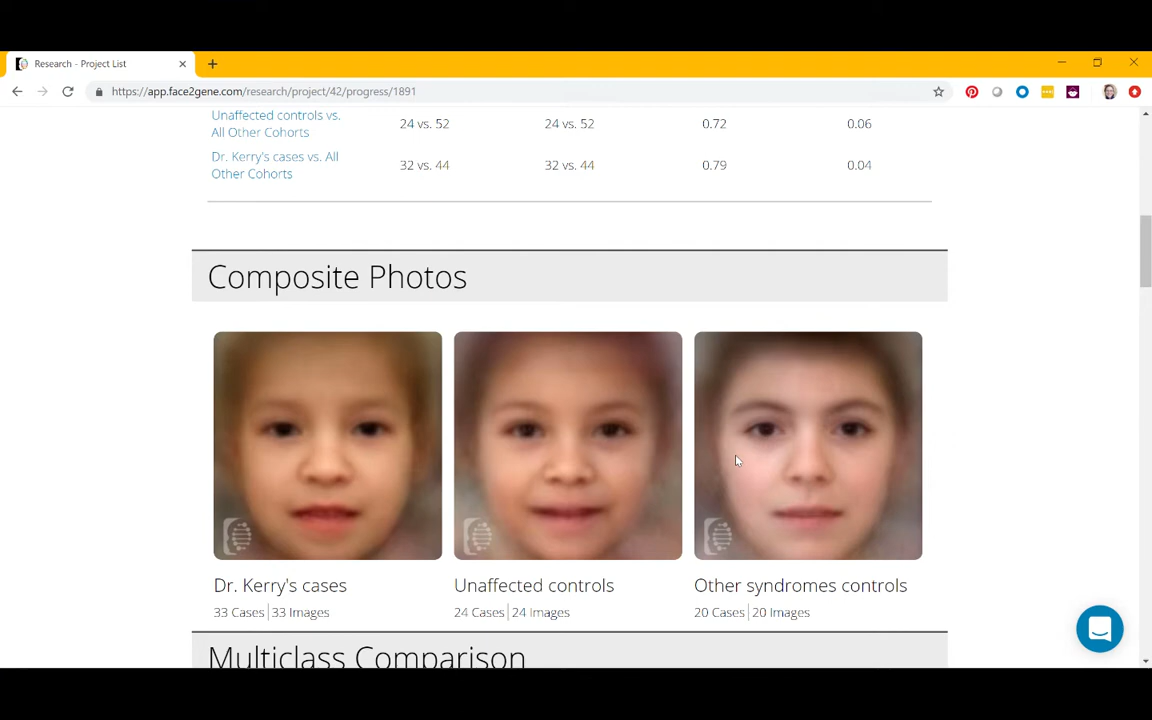 Research - Project List
https://app.face2gene.com/research/project/42/progress/1891
Unaffected controls vs. All Other Cohorts 24 vs. 52 24 vs. 52 0.72 0.06
Dr. Kerry's cases vs. All Other Cohorts 32 vs. 44 32 vs. 44 0.79 0.04
Composite Photos
Dr. Kerry's cases Unaffected controls Other syndromes controls
33 Cases | 33 Images 24 Cases | 24 Images 20 Cases | 20 Images
Multiclass Comparison